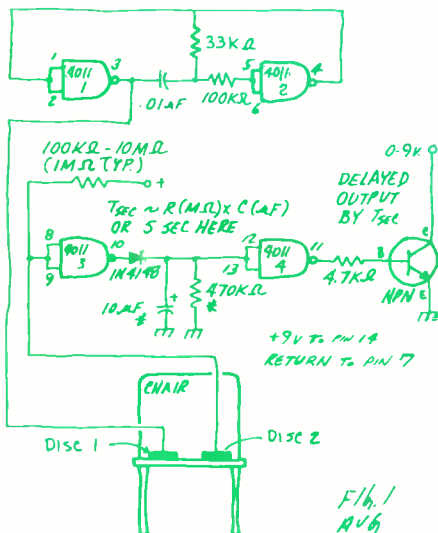 33KΩ
1
2
4011
1
3
.01µF
100KΩ
5
6
4011
2
4
100KΩ-10MΩ
(1MΩ TYP.)
+
TSEC ~ R(MΩ) x C(µF)
OR 5 SEC HERE
8
9
4011
3
10
1N4148
+
10µF
*
470KΩ
*
12
13
4011
4
11
4.7KΩ
0-9V.
DELAYED
OUTPUT
BY TSEC
C
B
E
NPN
+9V TO PIN 14
RETURN TO PIN 7
CHAIR
DISC 1
DISC 2
FIG. 1
AUG